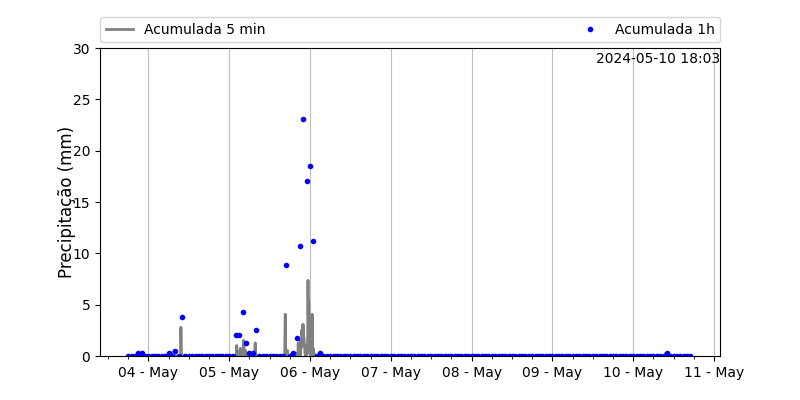 Acumulada 5 min
Acumulada 1h
2024-05-10 18:03
Precipitação (mm)
30
25
20
15
10
5
0
04 - May 05 - May 06 - May 07 - May 08 - May 09 - May 10 - May 11 - May